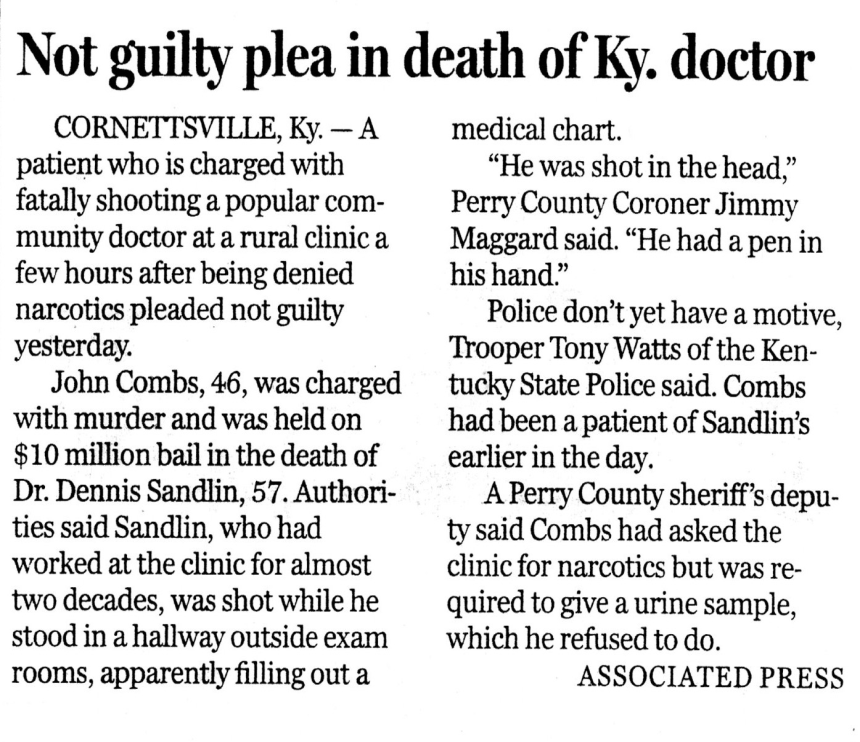 Not guilty plea in death of Ky. doctor
CORNETTSVILLE, Ky. — A
patient who is charged with
fatally shooting a popular com-
munity doctor at a rural clinic a
few hours after being denied
narcotics pleaded not guilty
yesterday.
John Combs, 46, was charged
with murder and was held on
$10 million bail in the death of
Dr. Dennis Sandlin, 57. Authori-
ties said Sandlin, who had
worked at the clinic for almost
two decades, was shot while he
stood in a hallway outside exam
rooms, apparently filling out a
medical chart.
“He was shot in the head,”
Perry County Coroner Jimmy
Maggard said. “He had a pen in
his hand.”
Police don’t yet have a motive,
Trooper Tony Watts of the Ken-
tucky State Police said. Combs
had been a patient of Sandlin’s
earlier in the day.
A Perry County sheriff’s depu-
ty said Combs had asked the
clinic for narcotics but was re-
quired to give a urine sample,
which he refused to do.
ASSOCIATED PRESS